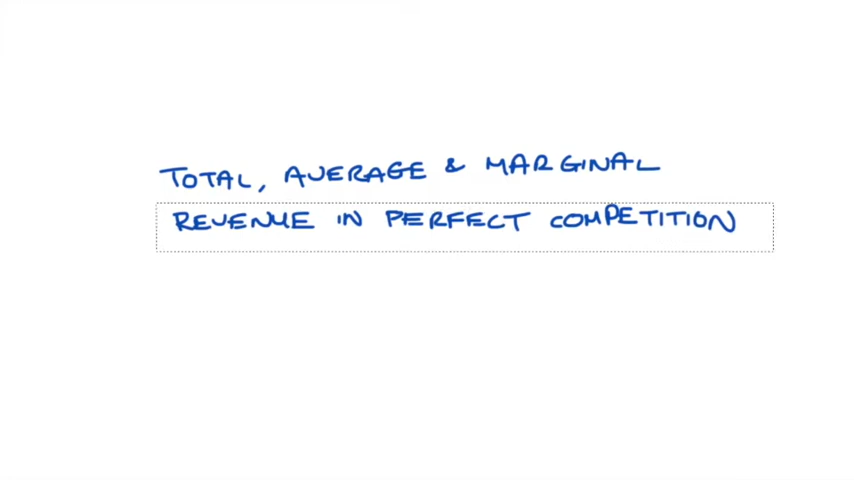 TOTAL, AVERAGE & MARGINAL
REVENUE IN PERFECT COMPETITION